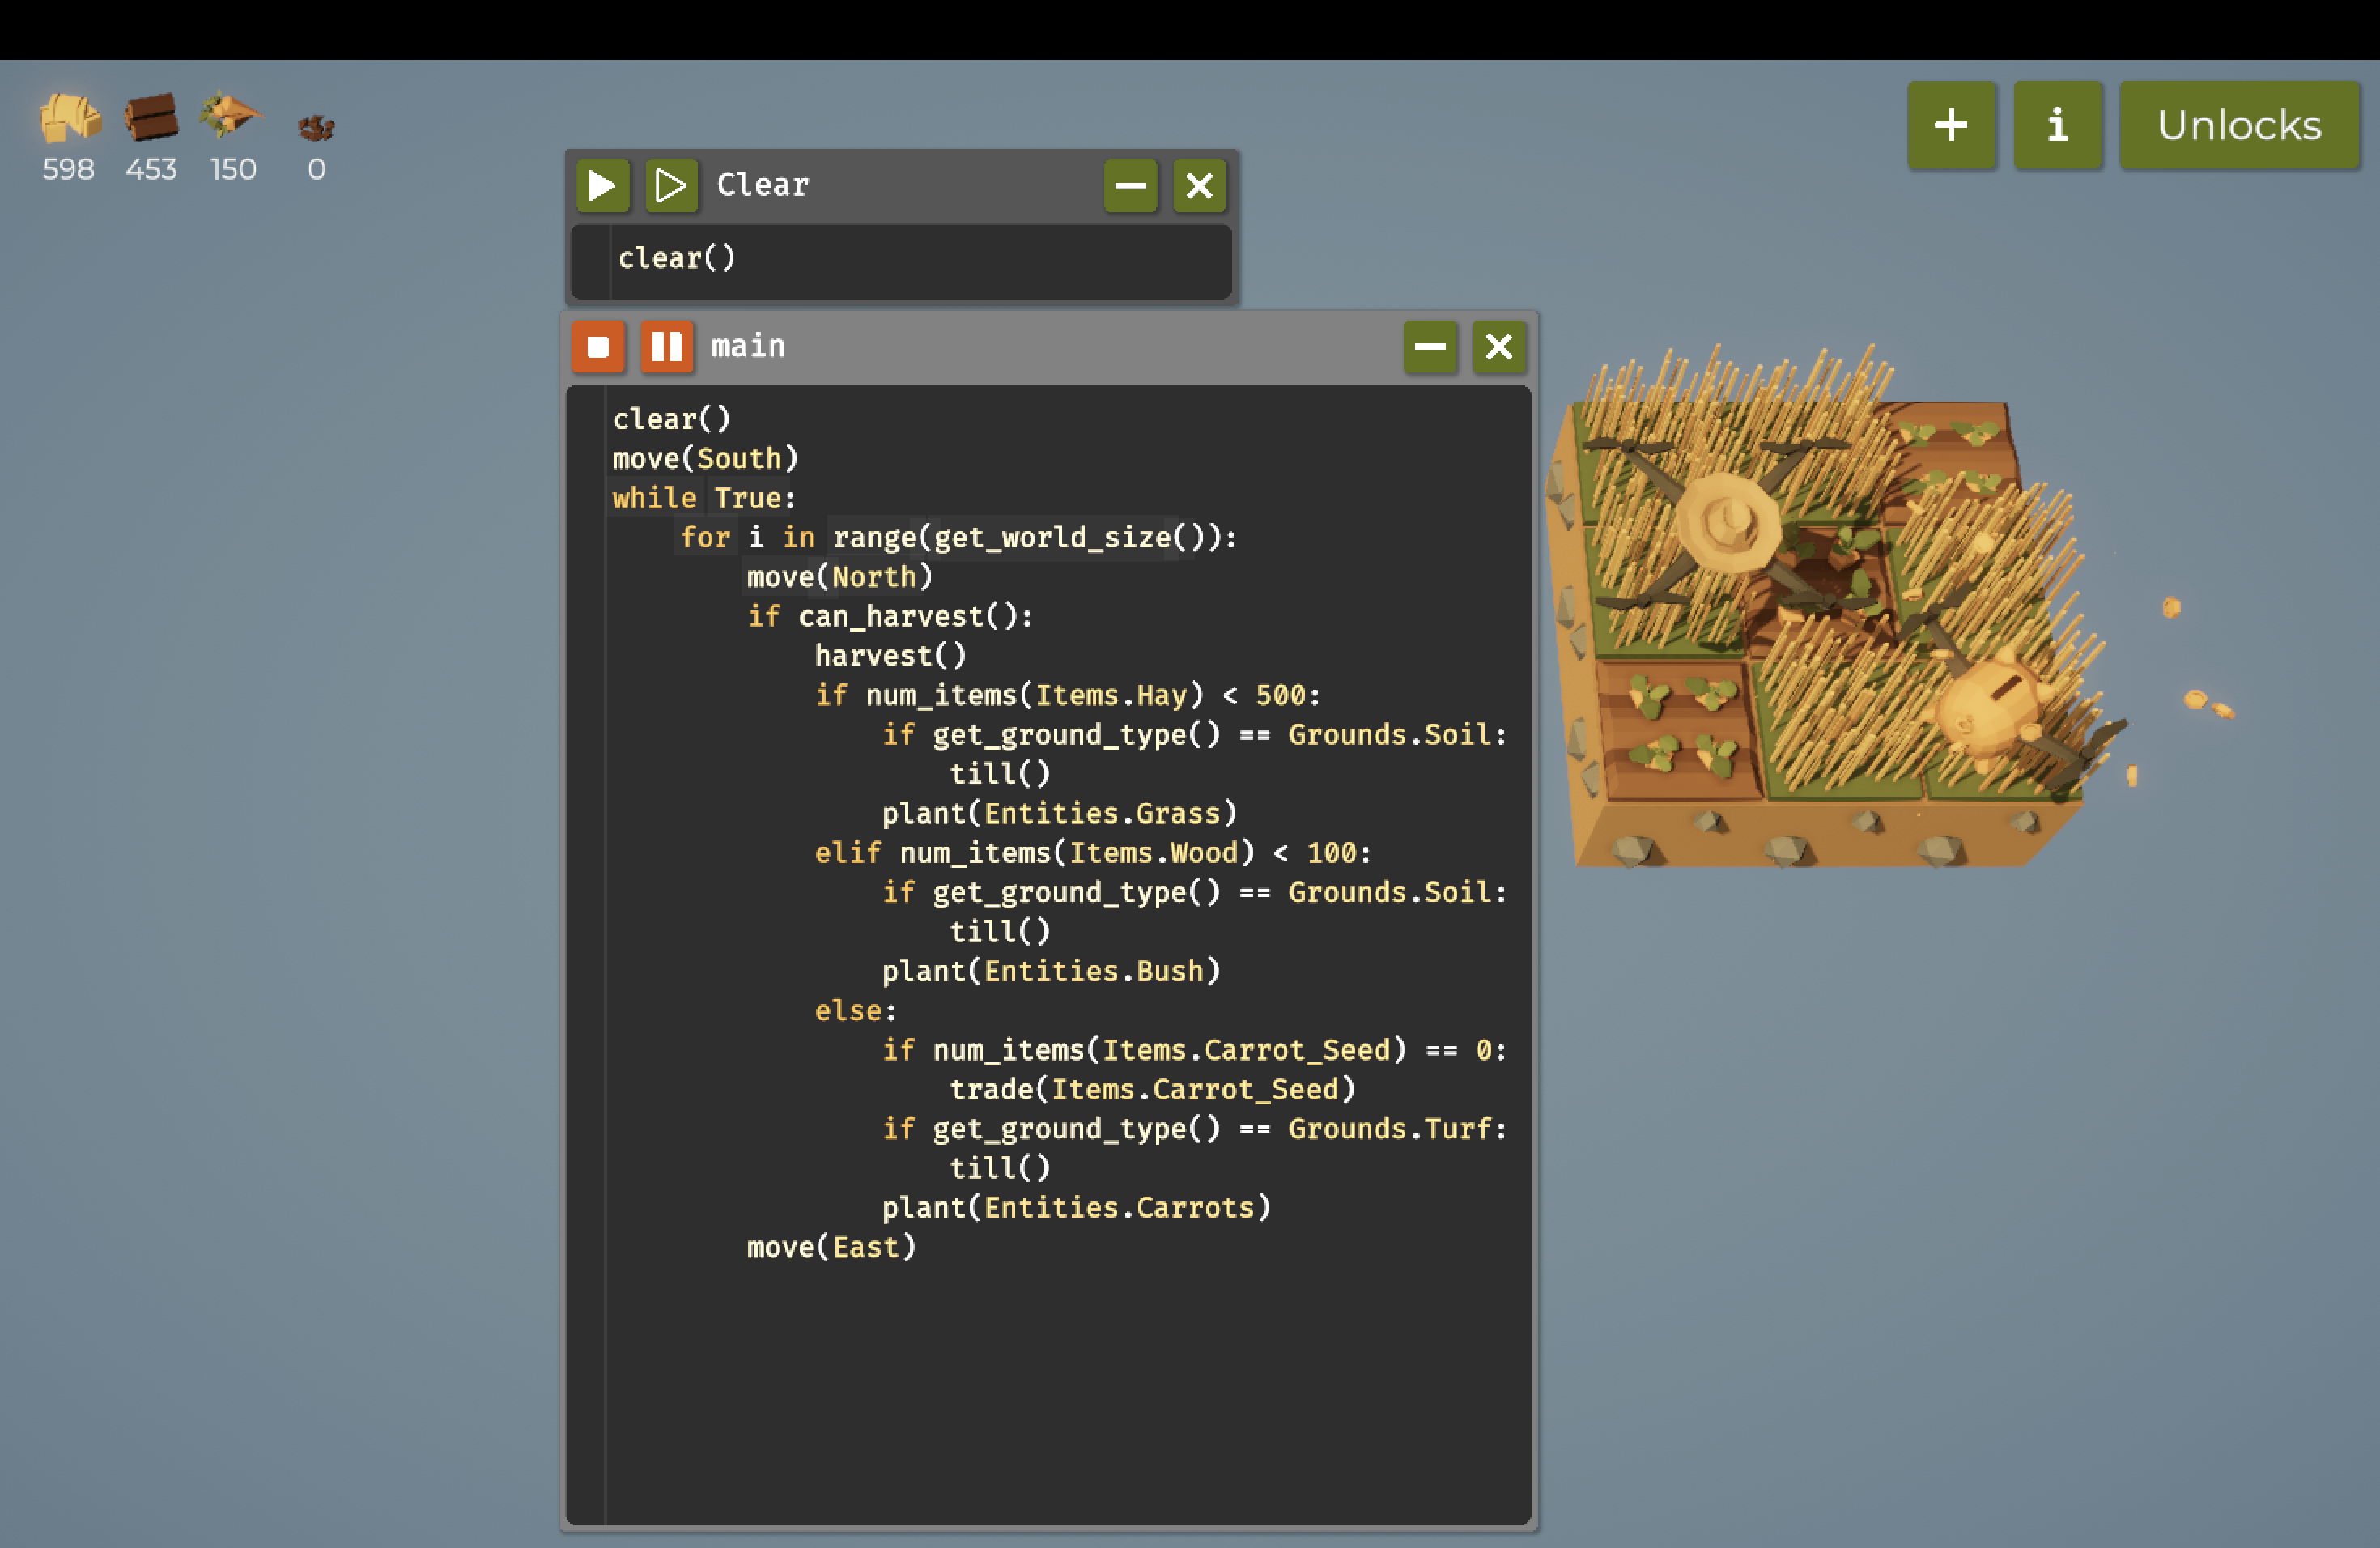 598 453 150 0
+ i Unlocks
Clear
clear()
main
clear()
move(South)
while True:
    for i in range(get_world_size()):
        move(North)
        if can_harvest():
            harvest()
            if num_items(Items.Hay) < 500:
                if get_ground_type() == Grounds.Soil:
                    till()
                plant(Entities.Grass)
            elif num_items(Items.Wood) < 100:
                if get_ground_type() == Grounds.Soil:
                    till()
                plant(Entities.Bush)
            else:
                if num_items(Items.Carrot_Seed) == 0:
                    trade(Items.Carrot_Seed)
                if get_ground_type() == Grounds.Turf:
                    till()
                plant(Entities.Carrots)
        move(East)